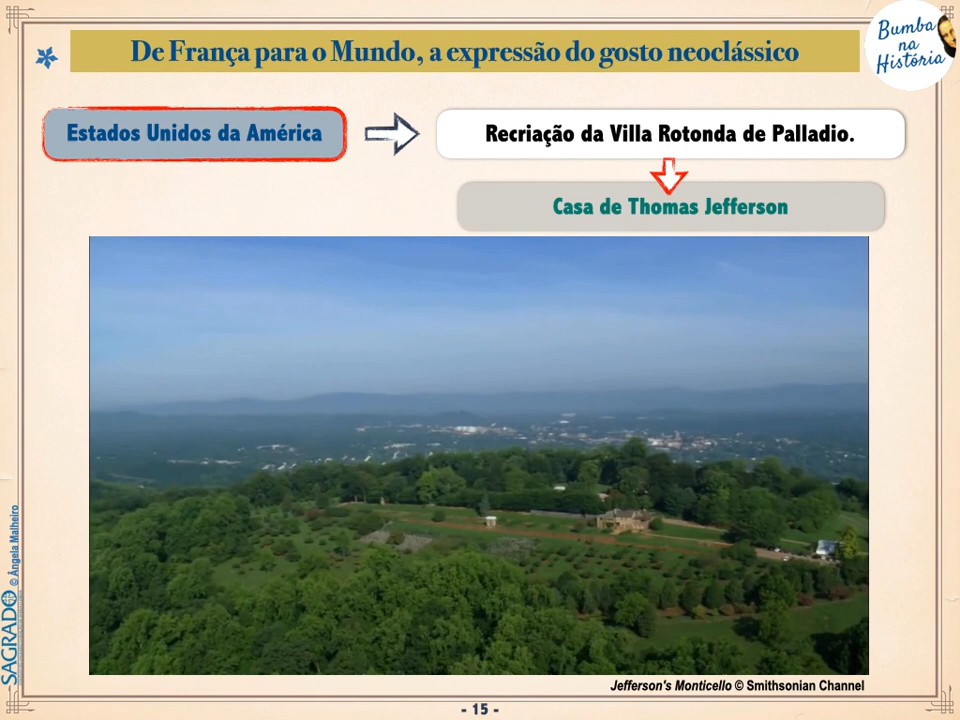 De França para o Mundo, a expressão do gosto neoclássico
Bumba
na
História
Estados Unidos da América
Recriação da Villa Rotonda de Palladio.
Casa de Thomas Jefferson
SAGRADO
© Ângela Malheiro
Jefferson's Monticello © Smithsonian Channel
- 15 -